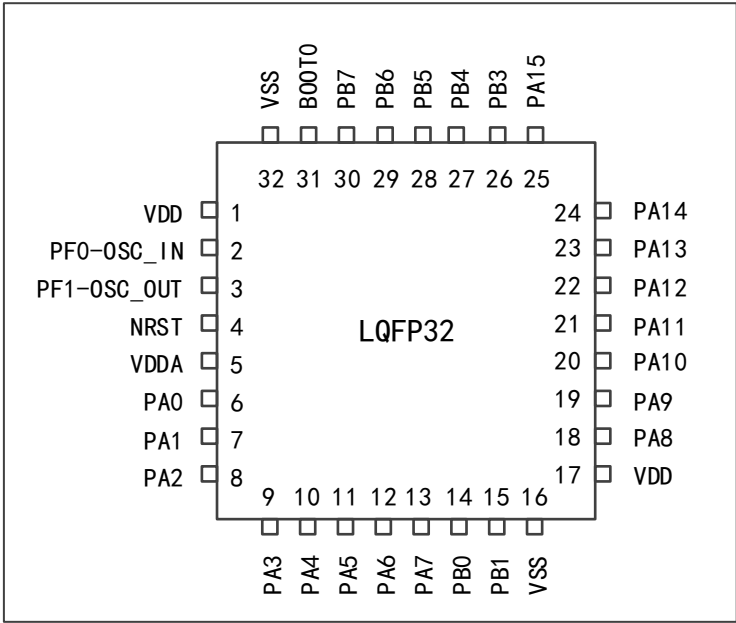 VSS BOOT0 PB7 PB6 PB5 PB4 PB3 PA15
32 31 30 29 28 27 26 25
VDD 1 24 PA14
PF0-OSC_IN 2 23 PA13
PF1-OSC_OUT 3 22 PA12
NRST 4 LQFP32 21 PA11
VDDA 5 20 PA10
PA0 6 19 PA9
PA1 7 18 PA8
PA2 8 17 VDD
9 10 11 12 13 14 15 16
PA3 PA4 PA5 PA6 PA7 PB0 PB1 VSS